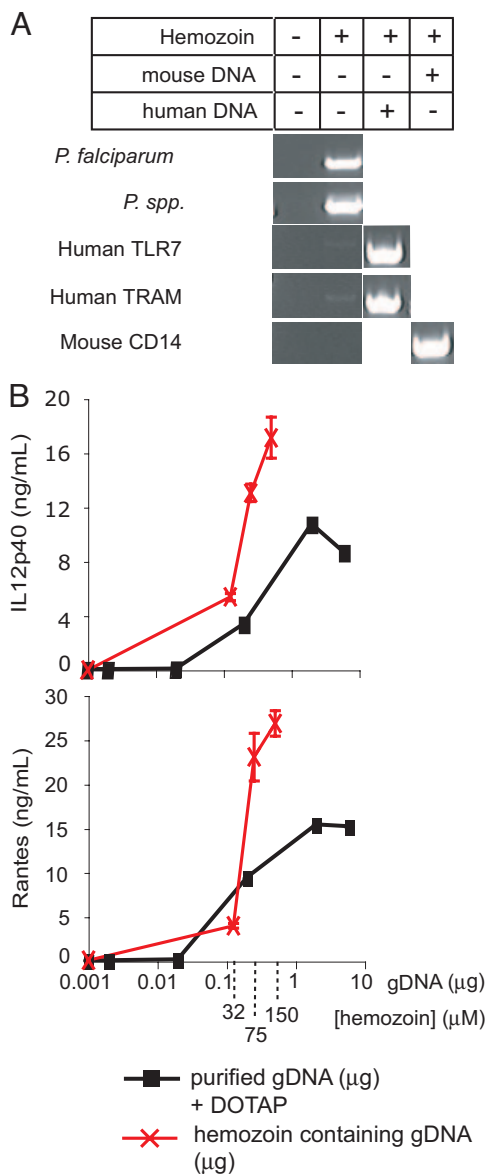 A
Hemozoin - + + +
mouse DNA - - - +
human DNA - - + -
P. falciparum
P. spp.
Human TLR7
Human TRAM
Mouse CD14
B
IL12p40 (ng/mL)
20
16
12
8
4
0
Rantes (ng/mL)
30
25
20
15
10
5
0
0.001 0.01 0.1 1 10 gDNA (µg)
32 150 [hemozoin] (µM)
75
purified gDNA (µg)
+ DOTAP
hemozoin containing gDNA
(µg)